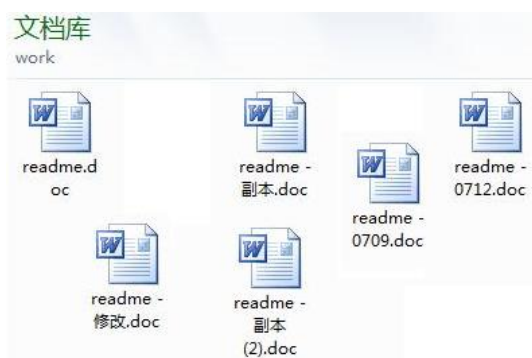 文档库
work
readme.d
oc
readme -
副本.doc
readme -
0709.doc
readme -
0712.doc
readme -
修改.doc
readme -
副本
(2).doc